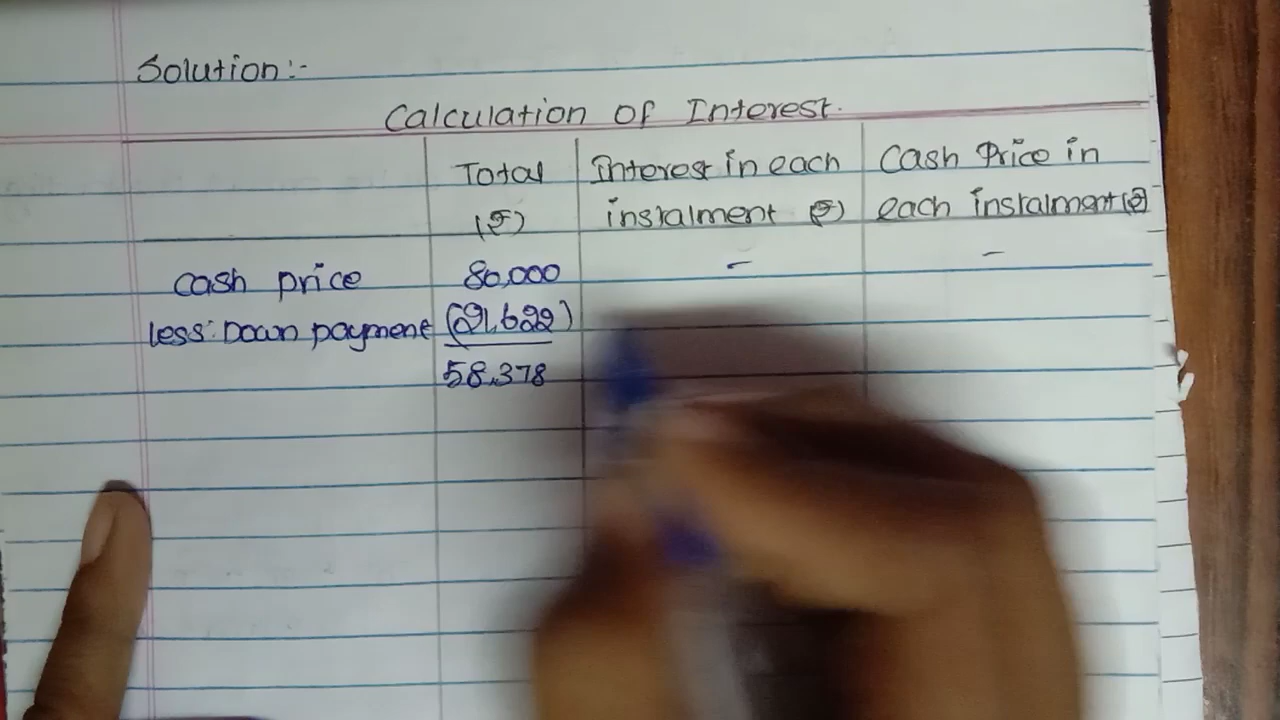 Solution:-
Calculation of Interest.
Total (₹) Interest in each instalment (₹) Cash Price in each instalment (₹)
cash price 80,000 - -
less: Down payment (21,622)
58,378